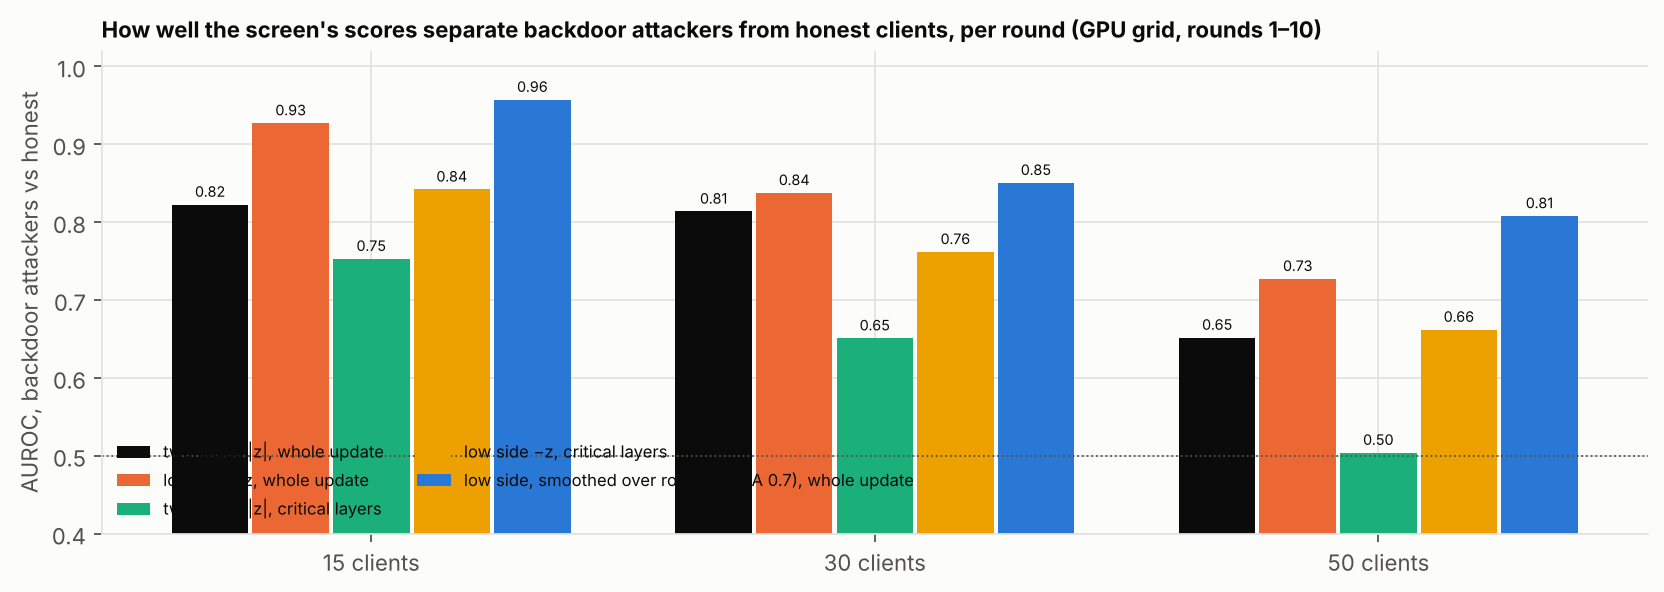 How well the screen's scores separate backdoor attackers from honest clients, per round (GPU grid, rounds 1–10)
AUROC, backdoor attackers vs honest
1.0
0.9
0.8
0.7
0.6
0.5
0.4
0.82
0.93
0.75
0.84
0.96
0.81
0.84
0.65
0.76
0.85
0.65
0.73
0.50
0.66
0.81
|z|, whole update
z, whole update
|z|, critical layers
low side −z, critical layers
low side, smoothed over A 0.7), whole update
15 clients
30 clients
50 clients